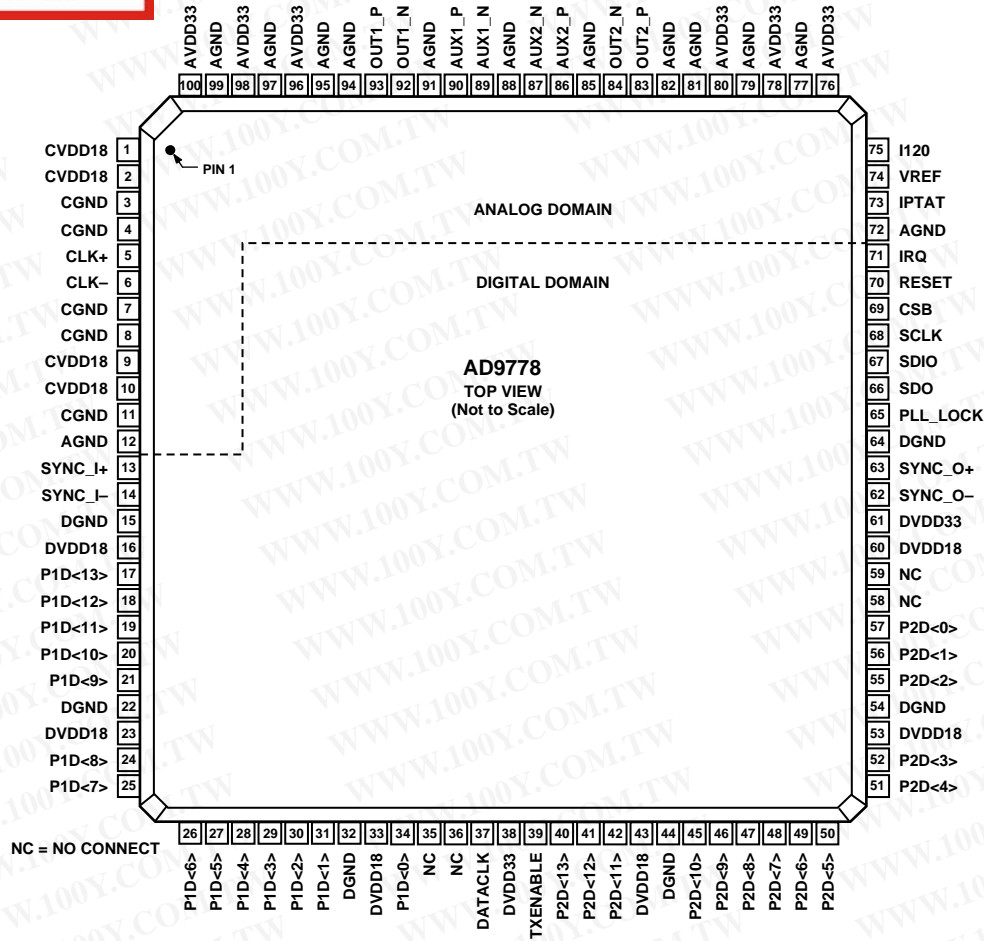 AVDD33
AGND
AVDD33
AGND
AVDD33
AGND
AGND
OUT1_P
OUT1_N
AGND
AUX1_P
AUX1_N
AGND
AUX2_N
AUX2_P
AGND
OUT2_N
OUT2_P
AGND
AGND
AVDD33
AGND
AVDD33
AGND
AVDD33
100 99 98 97 96 95 94 93 92 91 90 89 88 87 86 85 84 83 82 81 80 79 78 77 76
CVDD18 1
CVDD18 2
CGND 3
CGND 4
CLK+ 5
CLK– 6
CGND 7
CGND 8
CVDD18 9
CVDD18 10
CGND 11
AGND 12
SYNC_I+ 13
SYNC_I– 14
DGND 15
DVDD18 16
P1D<13> 17
P1D<12> 18
P1D<11> 19
P1D<10> 20
P1D<9> 21
DGND 22
DVDD18 23
P1D<8> 24
P1D<7> 25
PIN 1
ANALOG DOMAIN
DIGITAL DOMAIN
AD9778
TOP VIEW
(Not to Scale)
75 I120
74 VREF
73 IPTAT
72 AGND
71 IRQ
70 RESET
69 CSB
68 SCLK
67 SDIO
66 SDO
65 PLL_LOCK
64 DGND
63 SYNC_O+
62 SYNC_O–
61 DVDD33
60 DVDD18
59 NC
58 NC
57 P2D<0>
56 P2D<1>
55 P2D<2>
54 DGND
53 DVDD18
52 P2D<3>
51 P2D<4>
26 27 28 29 30 31 32 33 34 35 36 37 38 39 40 41 42 43 44 45 46 47 48 49 50
P1D<6>
P1D<5>
P1D<4>
P1D<3>
P1D<2>
P1D<1>
DGND
DVDD18
P1D<0>
NC
NC
DATACLK
DVDD33
TXENABLE
P2D<13>
P2D<12>
P2D<11>
DVDD18
DGND
P2D<10>
P2D<9>
P2D<8>
P2D<7>
P2D<6>
P2D<5>
NC = NO CONNECT
WWW.100Y.COM.TW